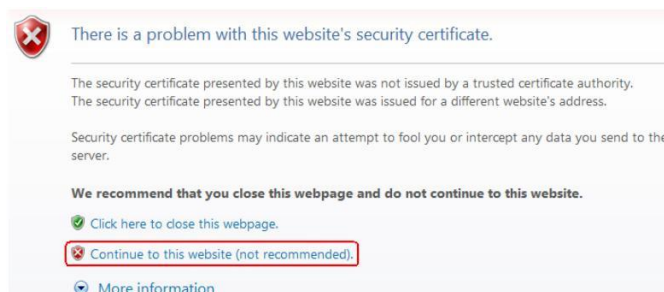 There is a problem with this website's security certificate.
The security certificate presented by this website was not issued by a trusted certificate authority.
The security certificate presented by this website was issued for a different website's address.
Security certificate problems may indicate an attempt to fool you or intercept any data you send to the
server.
We recommend that you close this webpage and do not continue to this website.
Click here to close this webpage.
Continue to this website (not recommended).
More information